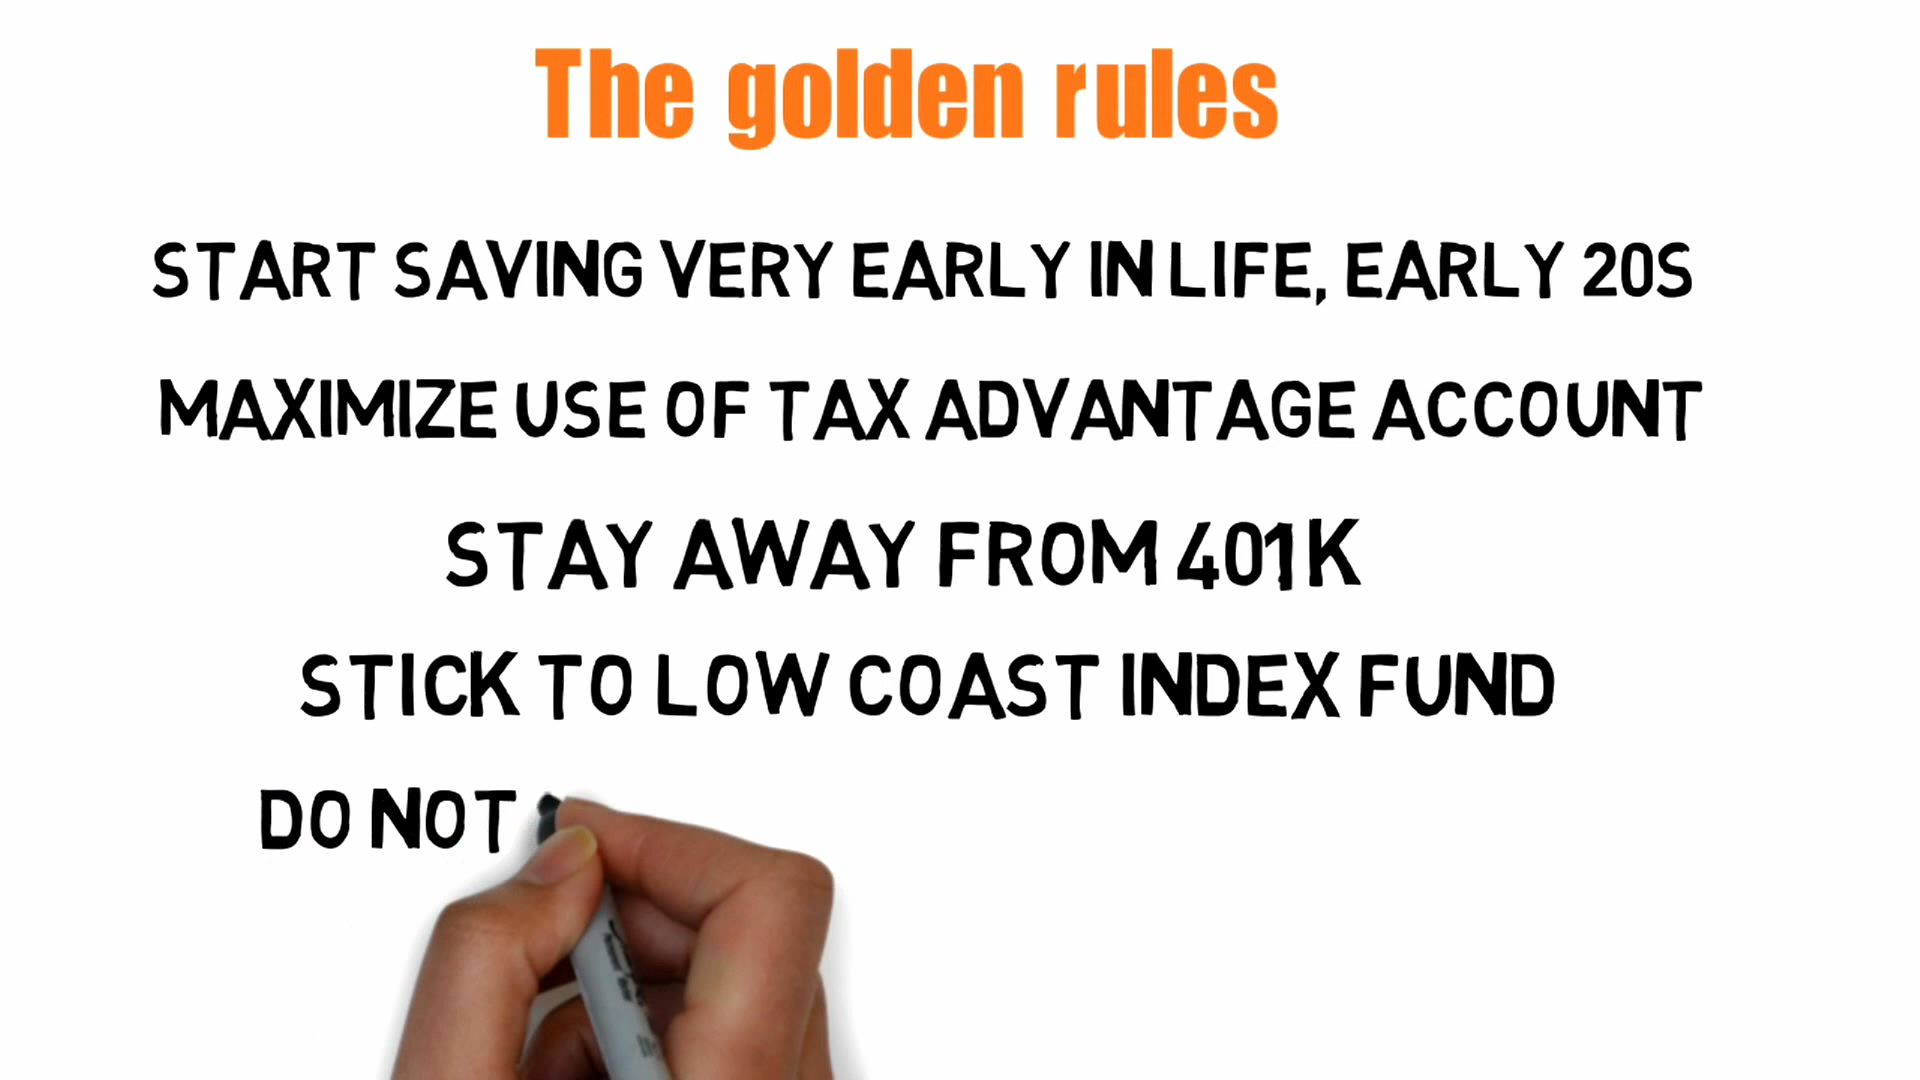 The golden rules
START SAVING VERY EARLY IN LIFE, EARLY 20S
MAXIMIZE USE OF TAX ADVANTAGE ACCOUNT
STAY AWAY FROM 401K
STICK TO LOW COAST INDEX FUND
DO NOT